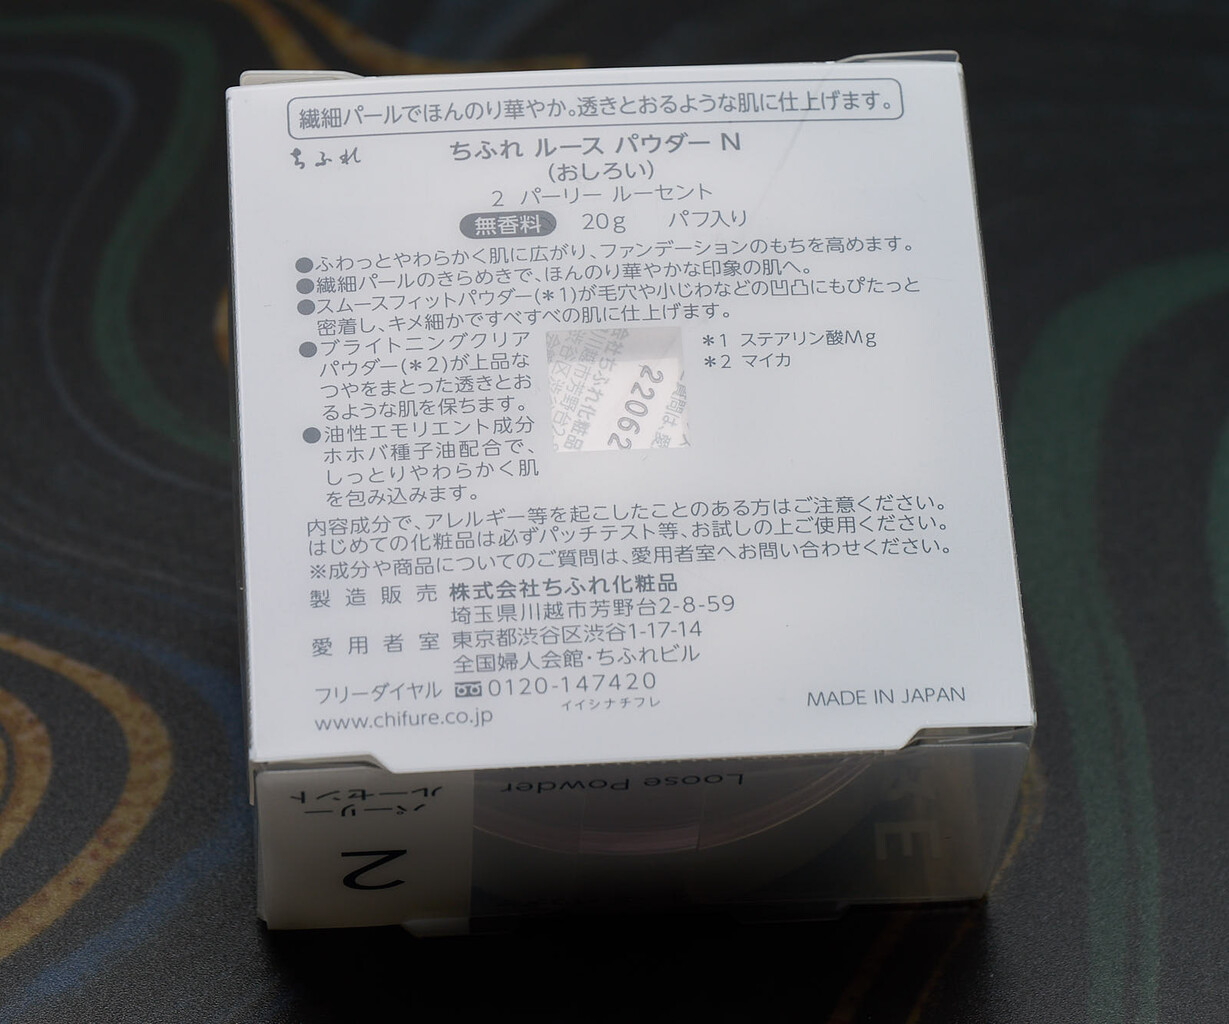 繊細パールでほんのり華やか。透きとおるような肌に仕上げます。
ちふれ
ちふれ ルース パウダー N
(おしろい)
2 パーリー ルーセント
無香料 20g パフ入り
●ふわっとやわらかく肌に広がり、ファンデーションのもちを高めます。
●繊細パールのきらめきで、ほんのり華やかな印象の肌へ。
●スムースフィットパウダー(*1)が毛穴や小じわなどの凹凸にもぴたっと
密着し、キメ細かですべすべの肌に仕上げます。
●ブライトニングクリア
パウダー(*2)が上品な
つやをまとった透きとお
るような肌を保ちます。
●油性エモリエント成分
ホホバ種子油配合で、
しっとりやわらかく肌
を包み込みます。
*1 ステアリン酸Mg
*2 マイカ
22062
内容成分で、アレルギー等を起こしたことのある方はご注意ください。
はじめての化粧品は必ずパッチテスト等、お試しの上ご使用ください。
※成分や商品についてのご質問は、愛用者室へお問い合わせください。
製造販売 株式会社ちふれ化粧品
埼玉県川越市芳野台2-8-59
愛用者室 東京都渋谷区渋谷1-17-14
全国婦人会館・ちふれビル
フリーダイヤル 0120-147420
イイシナチフレ
www.chifure.co.jp
MADE IN JAPAN
Loose Powder
パーリー
ルーセント
2